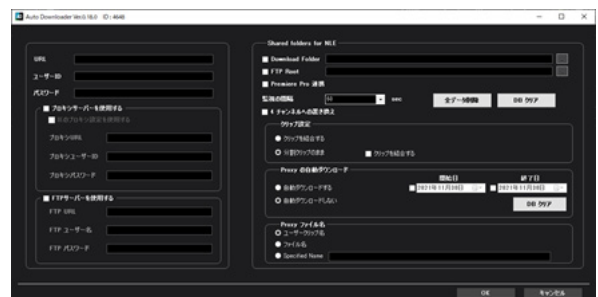 Auto Downloader Ver.0.18.0 ID : 4648
URL
ユーザーID
パスワード
プロキシサーバーを使用する
プロキシURL
プロキシユーザーID
プロキシパスワード
FTPサーバーを使用する
FTP URL
FTP ユーザー名
FTP パスワード
Shared folders for NLE
Download Folder
FTP Root
Premiere Pro 連携
監視の間隔
sec
全データ削除
DB クリア
4 チャンネルへの置き換え
クリップ設定
クリップを結合する
分割クリップのまま
クリップを結合する
Proxy の自動ダウンロード
開始日
終了日
自動ダウンロードする
2021年11月30日
2021年11月30日
自動ダウンロードしない
DB クリア
Proxy ファイル名
ユーザークリップ名
ファイル名
Specified Name
OK
キャンセル